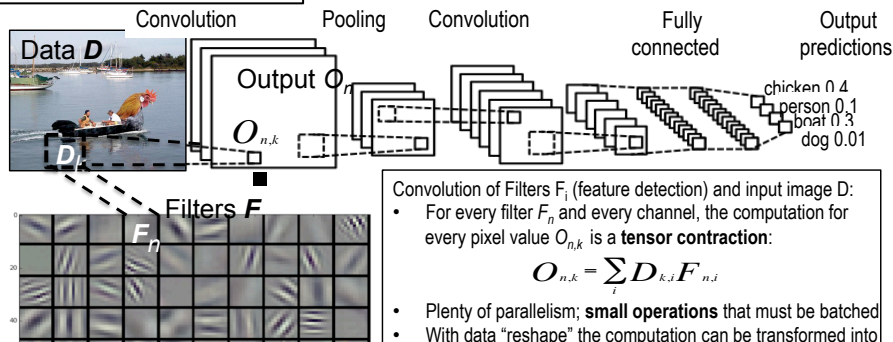 Convolution Pooling Convolution Fully connected Output predictions
Data D
Output On
On,k
chicken 0.4
person 0.1
boat 0.3
dog 0.01
Filters F
Fn
0
20
40
Convolution of Filters Fi (feature detection) and input image D:
• For every filter Fn and every channel, the computation for
every pixel value On,k is a tensor contraction:
On,k = ∑i Dk,i Fn,i
• Plenty of parallelism; small operations that must be batched
• With data “reshape” the computation can be transformed into